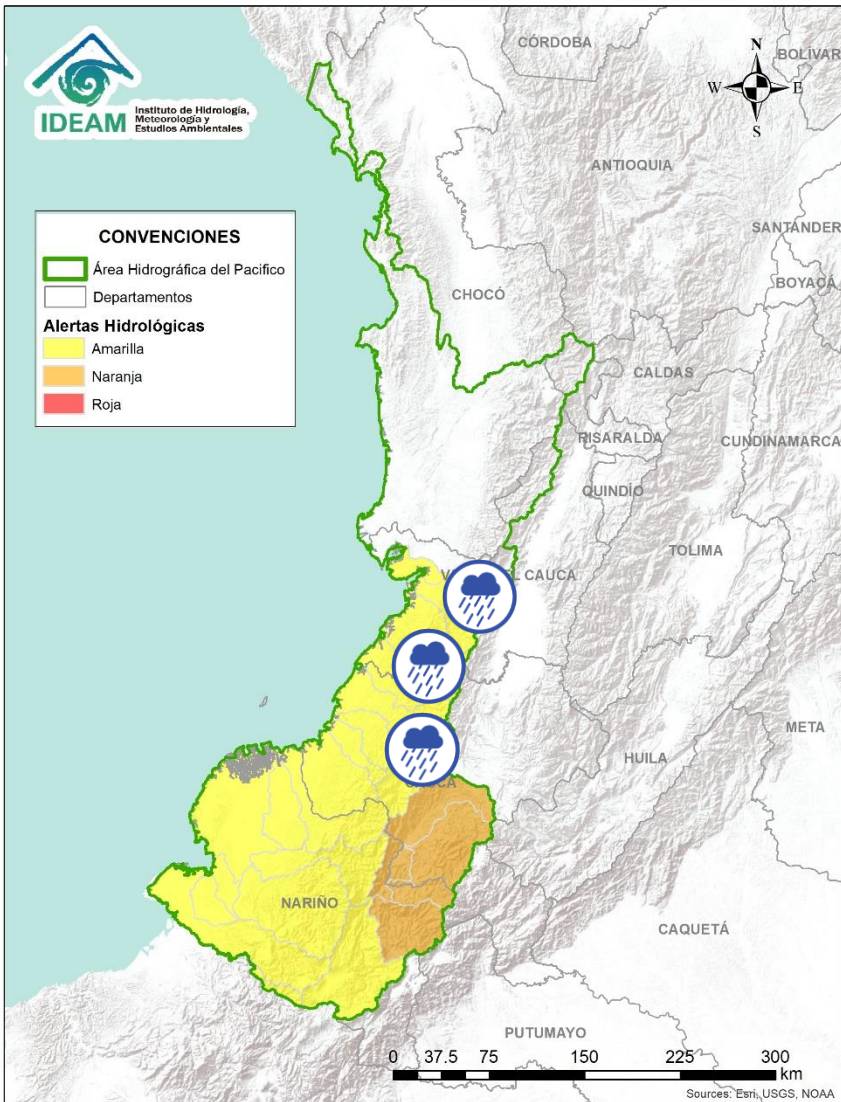 IDEAM
Instituto de Hidrología,
Meteorología y
Estudios Ambientales
CÓRDOBA
BOLÍVAR
N
W
E
S
ANTIOQUIA
SANTANDER
BOYACÁ
CONVENCIONES
Área Hidrográfica del Pacifico
Departamentos
Alertas Hidrológicas
Amarilla
Naranja
Roja
CHOCÓ
CALDAS
RISARALDA
CUNDINAMARCA
QUINDÍO
TOLIMA
EL CAUCA
META
HUILA
NARIÑO
CAQUETÁ
PUTUMAYO
0 37.5 75 150 225 300
km
Sources: Esri, USGS, NOAA